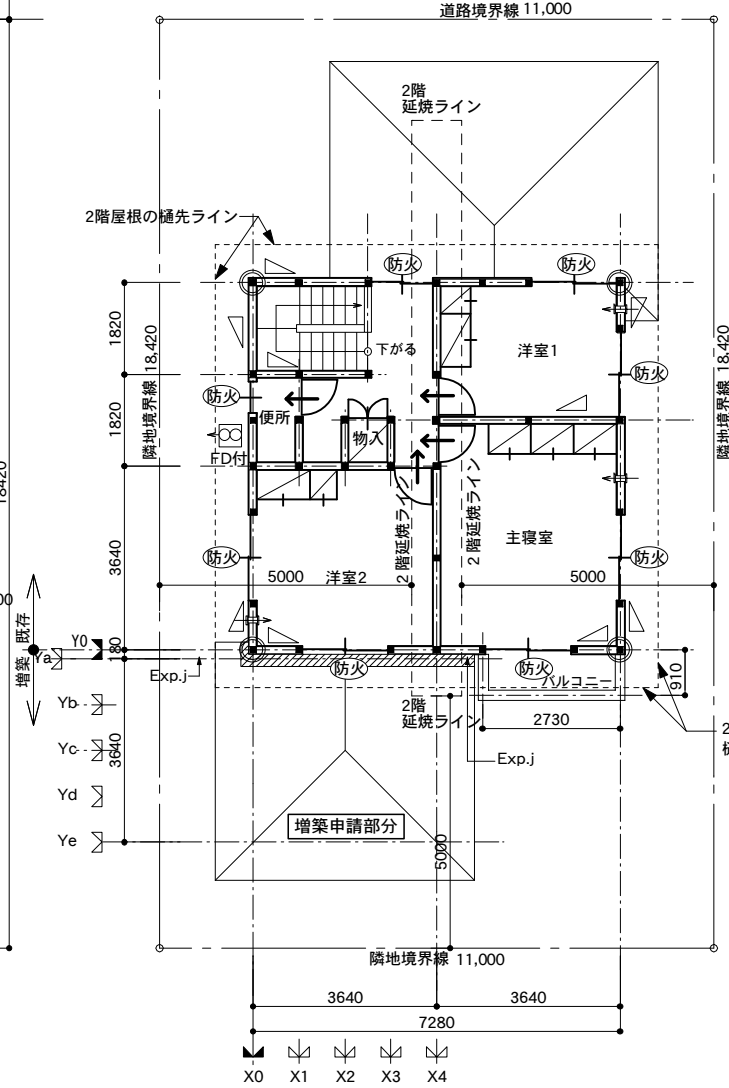 道路境界線 11,000
2階
延焼ライン
2階屋根の樋先ライン
防火
防火
1820
隣地境界線 18,420
下がる
洋室1
18,420
隣地境界線
防火
防火
1820
便所
物入
FD付
18420
2階延焼ライン
2階延焼ライン
主寝室
3640
防火
防火
5000
洋室2
5000
00
既存
増築
Y0
180
Ya
Exp.j
防火
防火
バルコニー
910
Yb
2階
延焼ライン
2730
2
樋
Yc
3640
Exp.j
Yd
増築申請部分
Ye
5000
隣地境界線 11,000
3640
3640
7280
X0
X1
X2
X3
X4